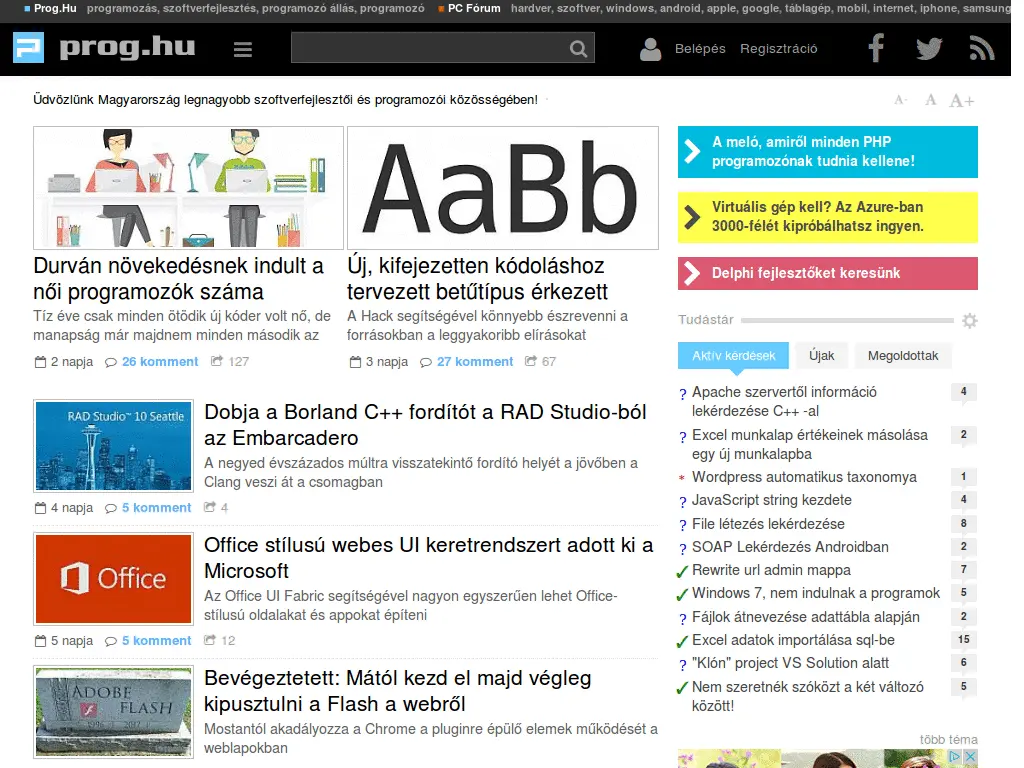 Prog.Hu programozás, szoftverfejlesztés, programozó állás, programozó PC Fórum hardver, szoftver, windows, android, apple, google, táblagép, mobil, internet, iphone, samsung
prog.hu Belépés Regisztráció
Üdvözlünk Magyarország legnagyobb szoftverfejlesztői és programozói közösségében!
A- A A+
AaBb
Durván növekedésnek indult a
női programozók száma
Tíz éve csak minden ötödik új kóder volt nő, de
manapság már majdnem minden második az
2 napja 26 komment 127
Új, kifejezetten kódoláshoz
tervezett betűtípus érkezett
A Hack segítségével könnyebb észrevenni a
forrásokban a leggyakoribb elírásokat
3 napja 27 komment 67
RAD Studio™ 10 Seattle
Dobja a Borland C++ fordítót a RAD Studio-ból
az Embarcadero
A negyed évszázados múltra visszatekintő fordító helyét a jövőben a
Clang veszi át a csomagban
4 napja 5 komment 4
Office
Office stílusú webes UI keretrendszert adott ki a
Microsoft
Az Office UI Fabric segítségével nagyon egyszerűen lehet Office-
stílusú oldalakat és appokat építeni
5 napja 5 komment 12
ADOBE
FLASH
Bevégeztetett: Mától kezd el majd végleg
kipusztulni a Flash a webről
Mostantól akadályozza a Chrome a pluginre épülő elemek működését a
weblapokban
A meló, amiről minden PHP
programozónak tudnia kellene!
Virtuális gép kell? Az Azure-ban
3000-félét kipróbálhatsz ingyen.
Delphi fejlesztőket keresünk
Tudástár
Aktív kérdések Újak Megoldottak
? Apache szervertől információ 4
lekérdezése C++ -al
? Excel munkalap értékeinek másolása 2
egy új munkalapba
* Wordpress automatikus taxonomya 1
? JavaScript string kezdete 4
? File létezés lekérdezése 8
? SOAP Lekérdezés Androidban 2
✓ Rewrite url admin mappa 7
✓ Windows 7, nem indulnak a programok 5
? Fájlok átnevezése adattábla alapján 2
✓ Excel adatok importálása sql-be 15
? "Klón" project VS Solution alatt 6
✓ Nem szeretnék szóközt a két változó 5
között!
több téma